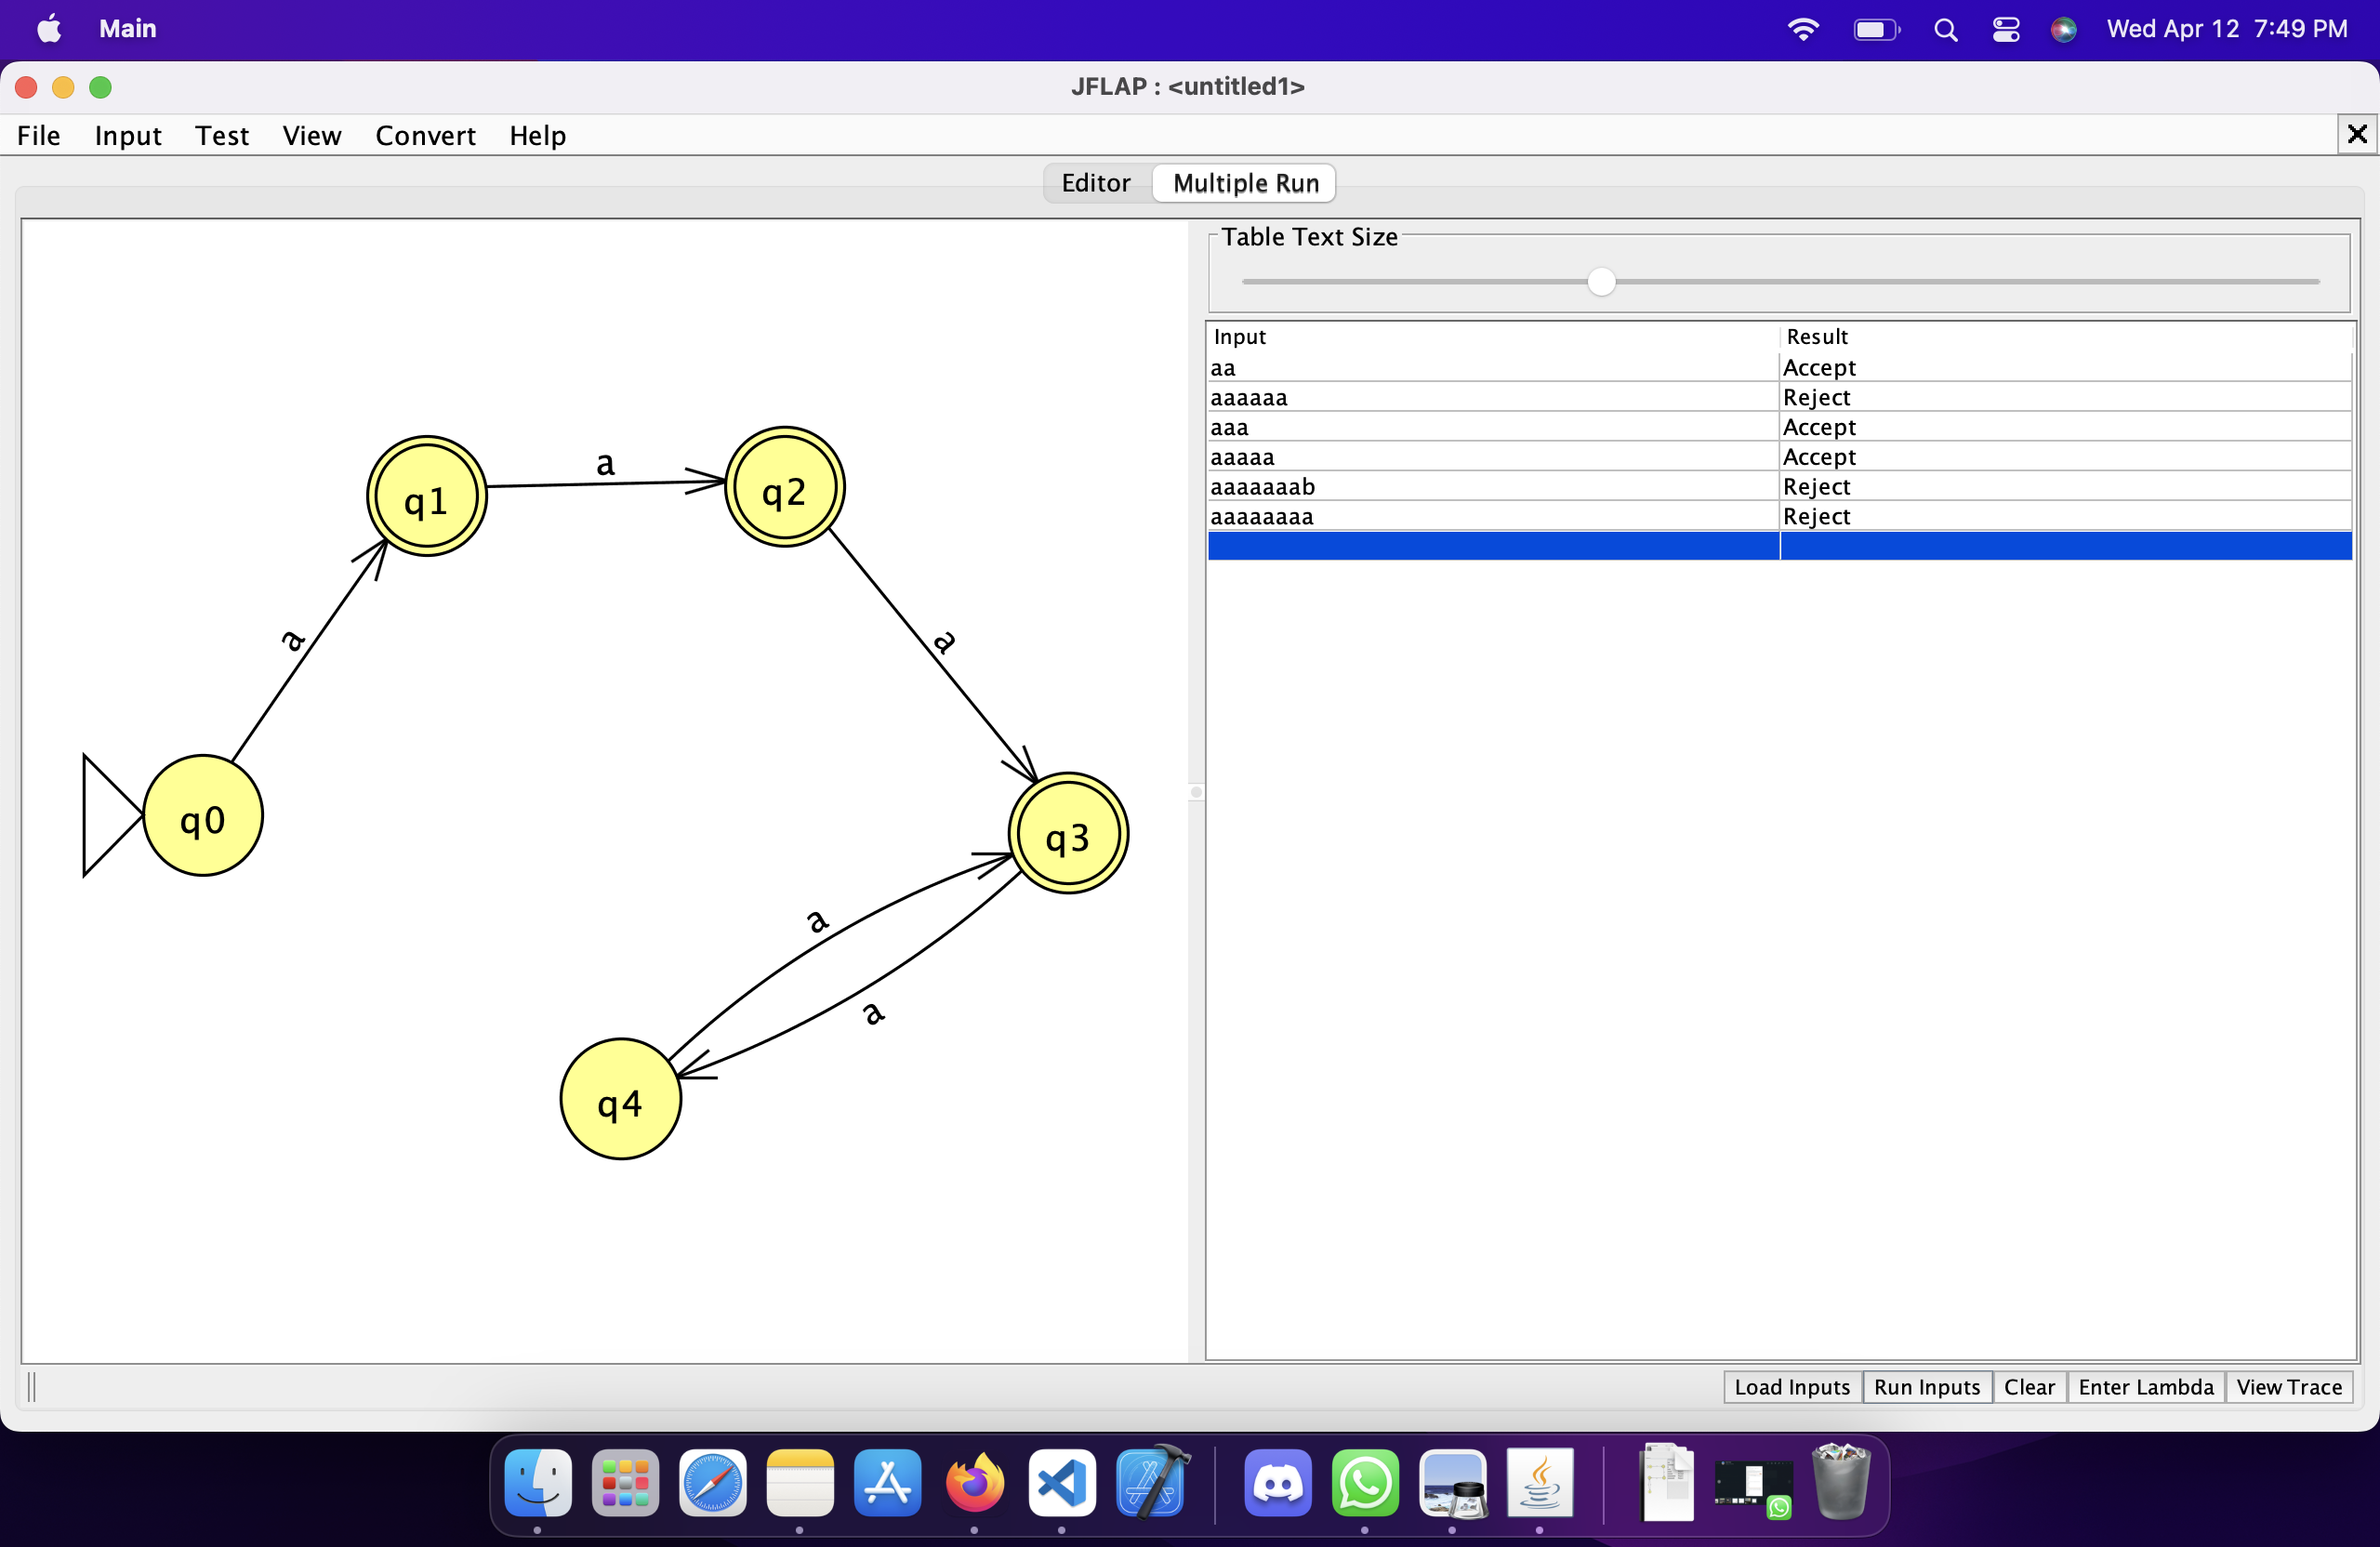 Main
Wed Apr 12 7:49 PM
JFLAP : <untitled1>
File Input Test View Convert Help
Editor Multiple Run
Table Text Size
Input Result
aa Accept
aaaaaa Reject
aaa Accept
aaaaa Accept
aaaaaaab Reject
aaaaaaaa Reject
q1
a
q2
a
a
q0
q3
a
a
q4
Load Inputs Run Inputs Clear Enter Lambda View Trace